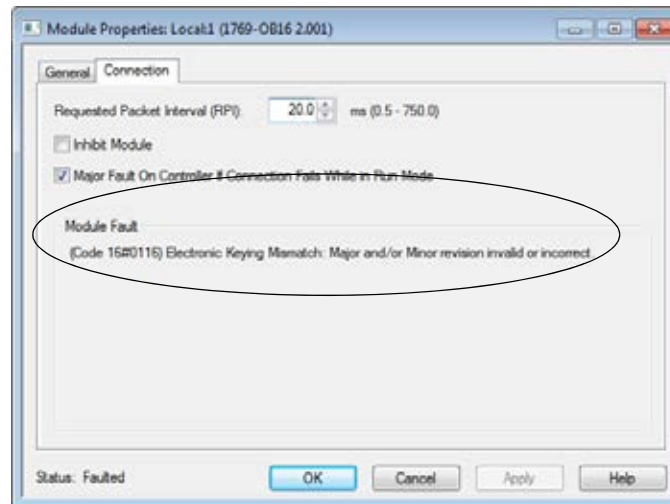 Module Properties: Local:1 (1769-OB16 2.001)
General Connection
Requested Packet Interval (RPI): 20.0 ms (0.5 - 750.0)
Inhibit Module
Major Fault On Controller If Connection Fails While in Run Mode
Module Fault
(Code 16#0116) Electronic Keying Mismatch: Major and/or Minor revision invalid or incorrect.
Status: Faulted OK Cancel Apply Help